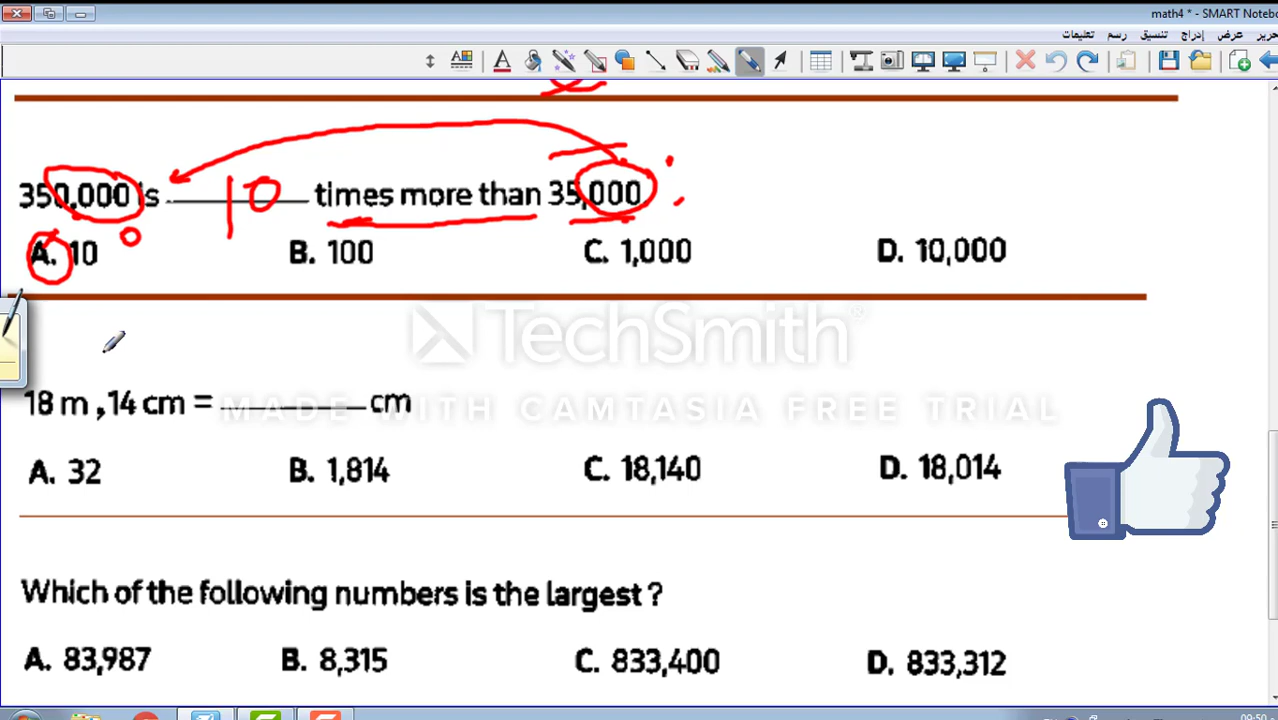 math4 * - SMART Notebo
تعليمات رسم تنسيق إدراج عرض تحرير
350,000 is 10 times more than 35,000
A. 10 B. 100 C. 1,000 D. 10,000
TechSmith®
MADE WITH CAMTASIA FREE TRIAL
18 m ,14 cm = __________ cm
A. 32 B. 1,814 C. 18,140 D. 18,014
Which of the following numbers is the largest ?
A. 83,987 B. 8,315 C. 833,400 D. 833,312